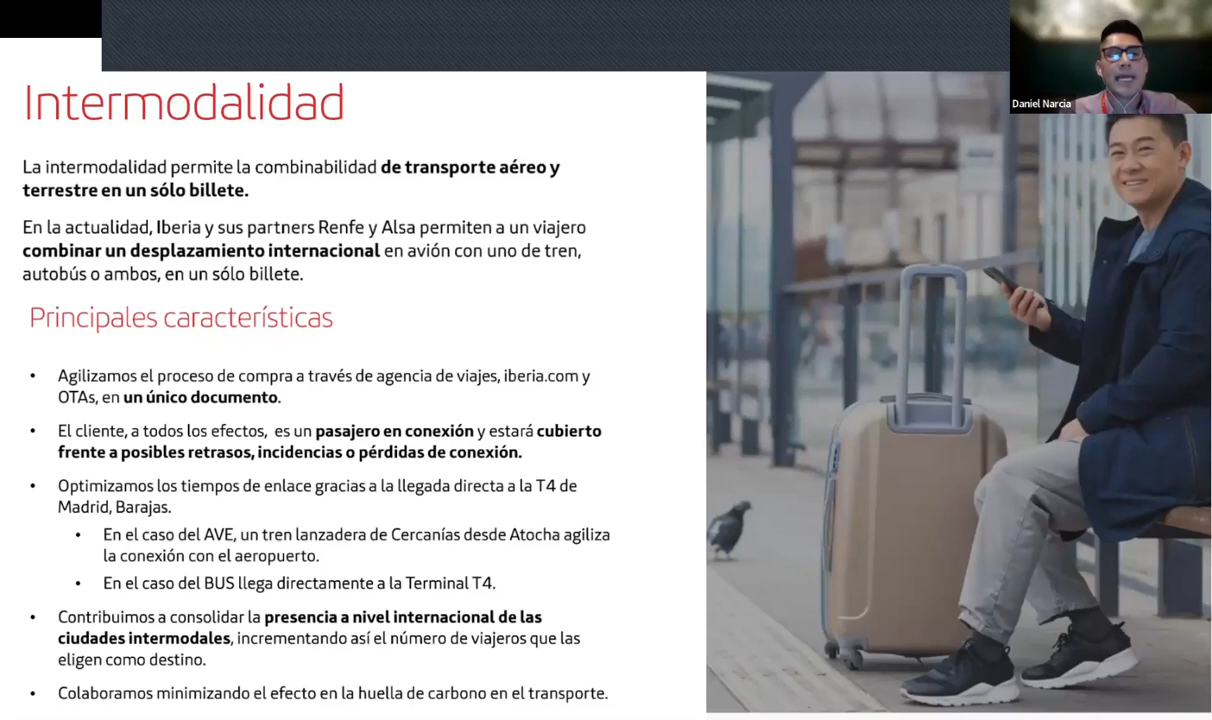 Intermodalidad
Daniel Narcia
La intermodalidad permite la combinabilidad de transporte aéreo y
terrestre en un sólo billete.
En la actualidad, Iberia y sus partners Renfe y Alsa permiten a un viajero
combinar un desplazamiento internacional en avión con uno de tren,
autobús o ambos, en un sólo billete.
Principales características
• Agilizamos el proceso de compra a través de agencia de viajes, iberia.com y
OTAs, en un único documento.
• El cliente, a todos los efectos, es un pasajero en conexión y estará cubierto
frente a posibles retrasos, incidencias o pérdidas de conexión.
• Optimizamos los tiempos de enlace gracias a la llegada directa a la T4 de
Madrid, Barajas.
• En el caso del AVE, un tren lanzadera de Cercanías desde Atocha agiliza
la conexión con el aeropuerto.
• En el caso del BUS llega directamente a la Terminal T4.
• Contribuimos a consolidar la presencia a nivel internacional de las
ciudades intermodales, incrementando así el número de viajeros que las
eligen como destino.
• Colaboramos minimizando el efecto en la huella de carbono en el transporte.